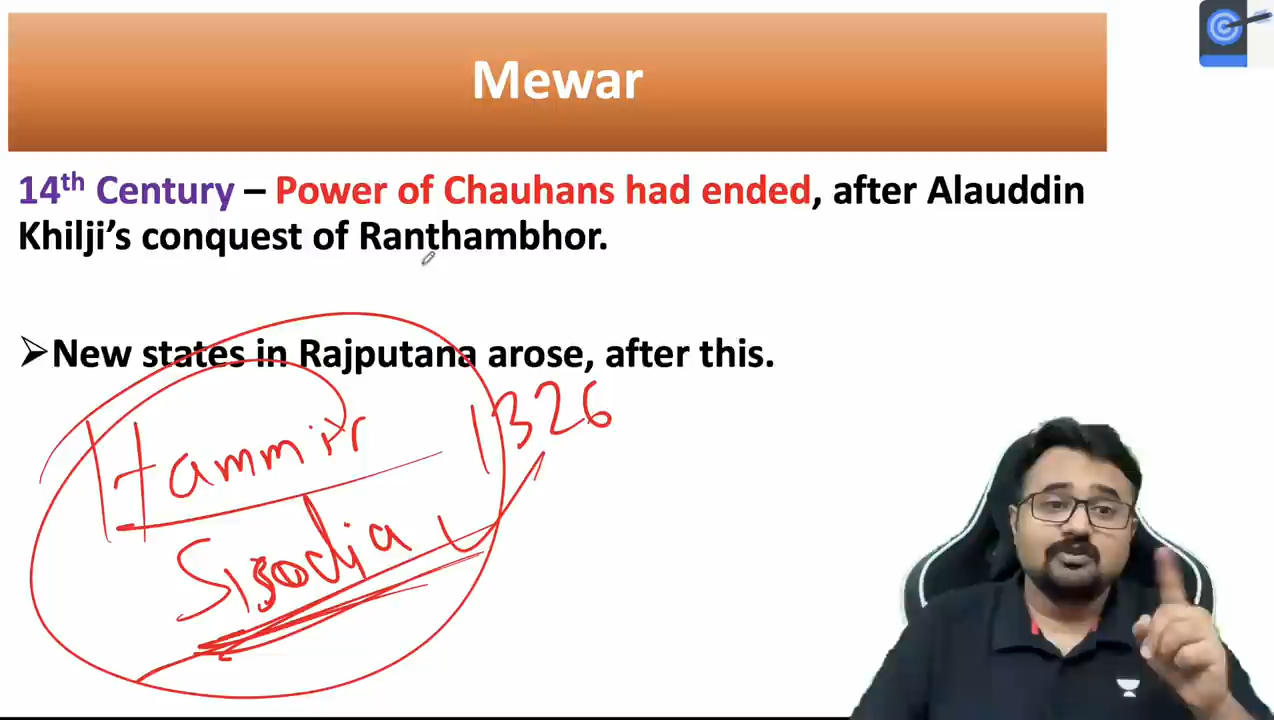 Mewar
14th Century – Power of Chauhans had ended, after Alauddin
Khilji’s conquest of Ranthambhor.
➢New states in Rajputana arose, after this.
Hammir 1326
Sisodia